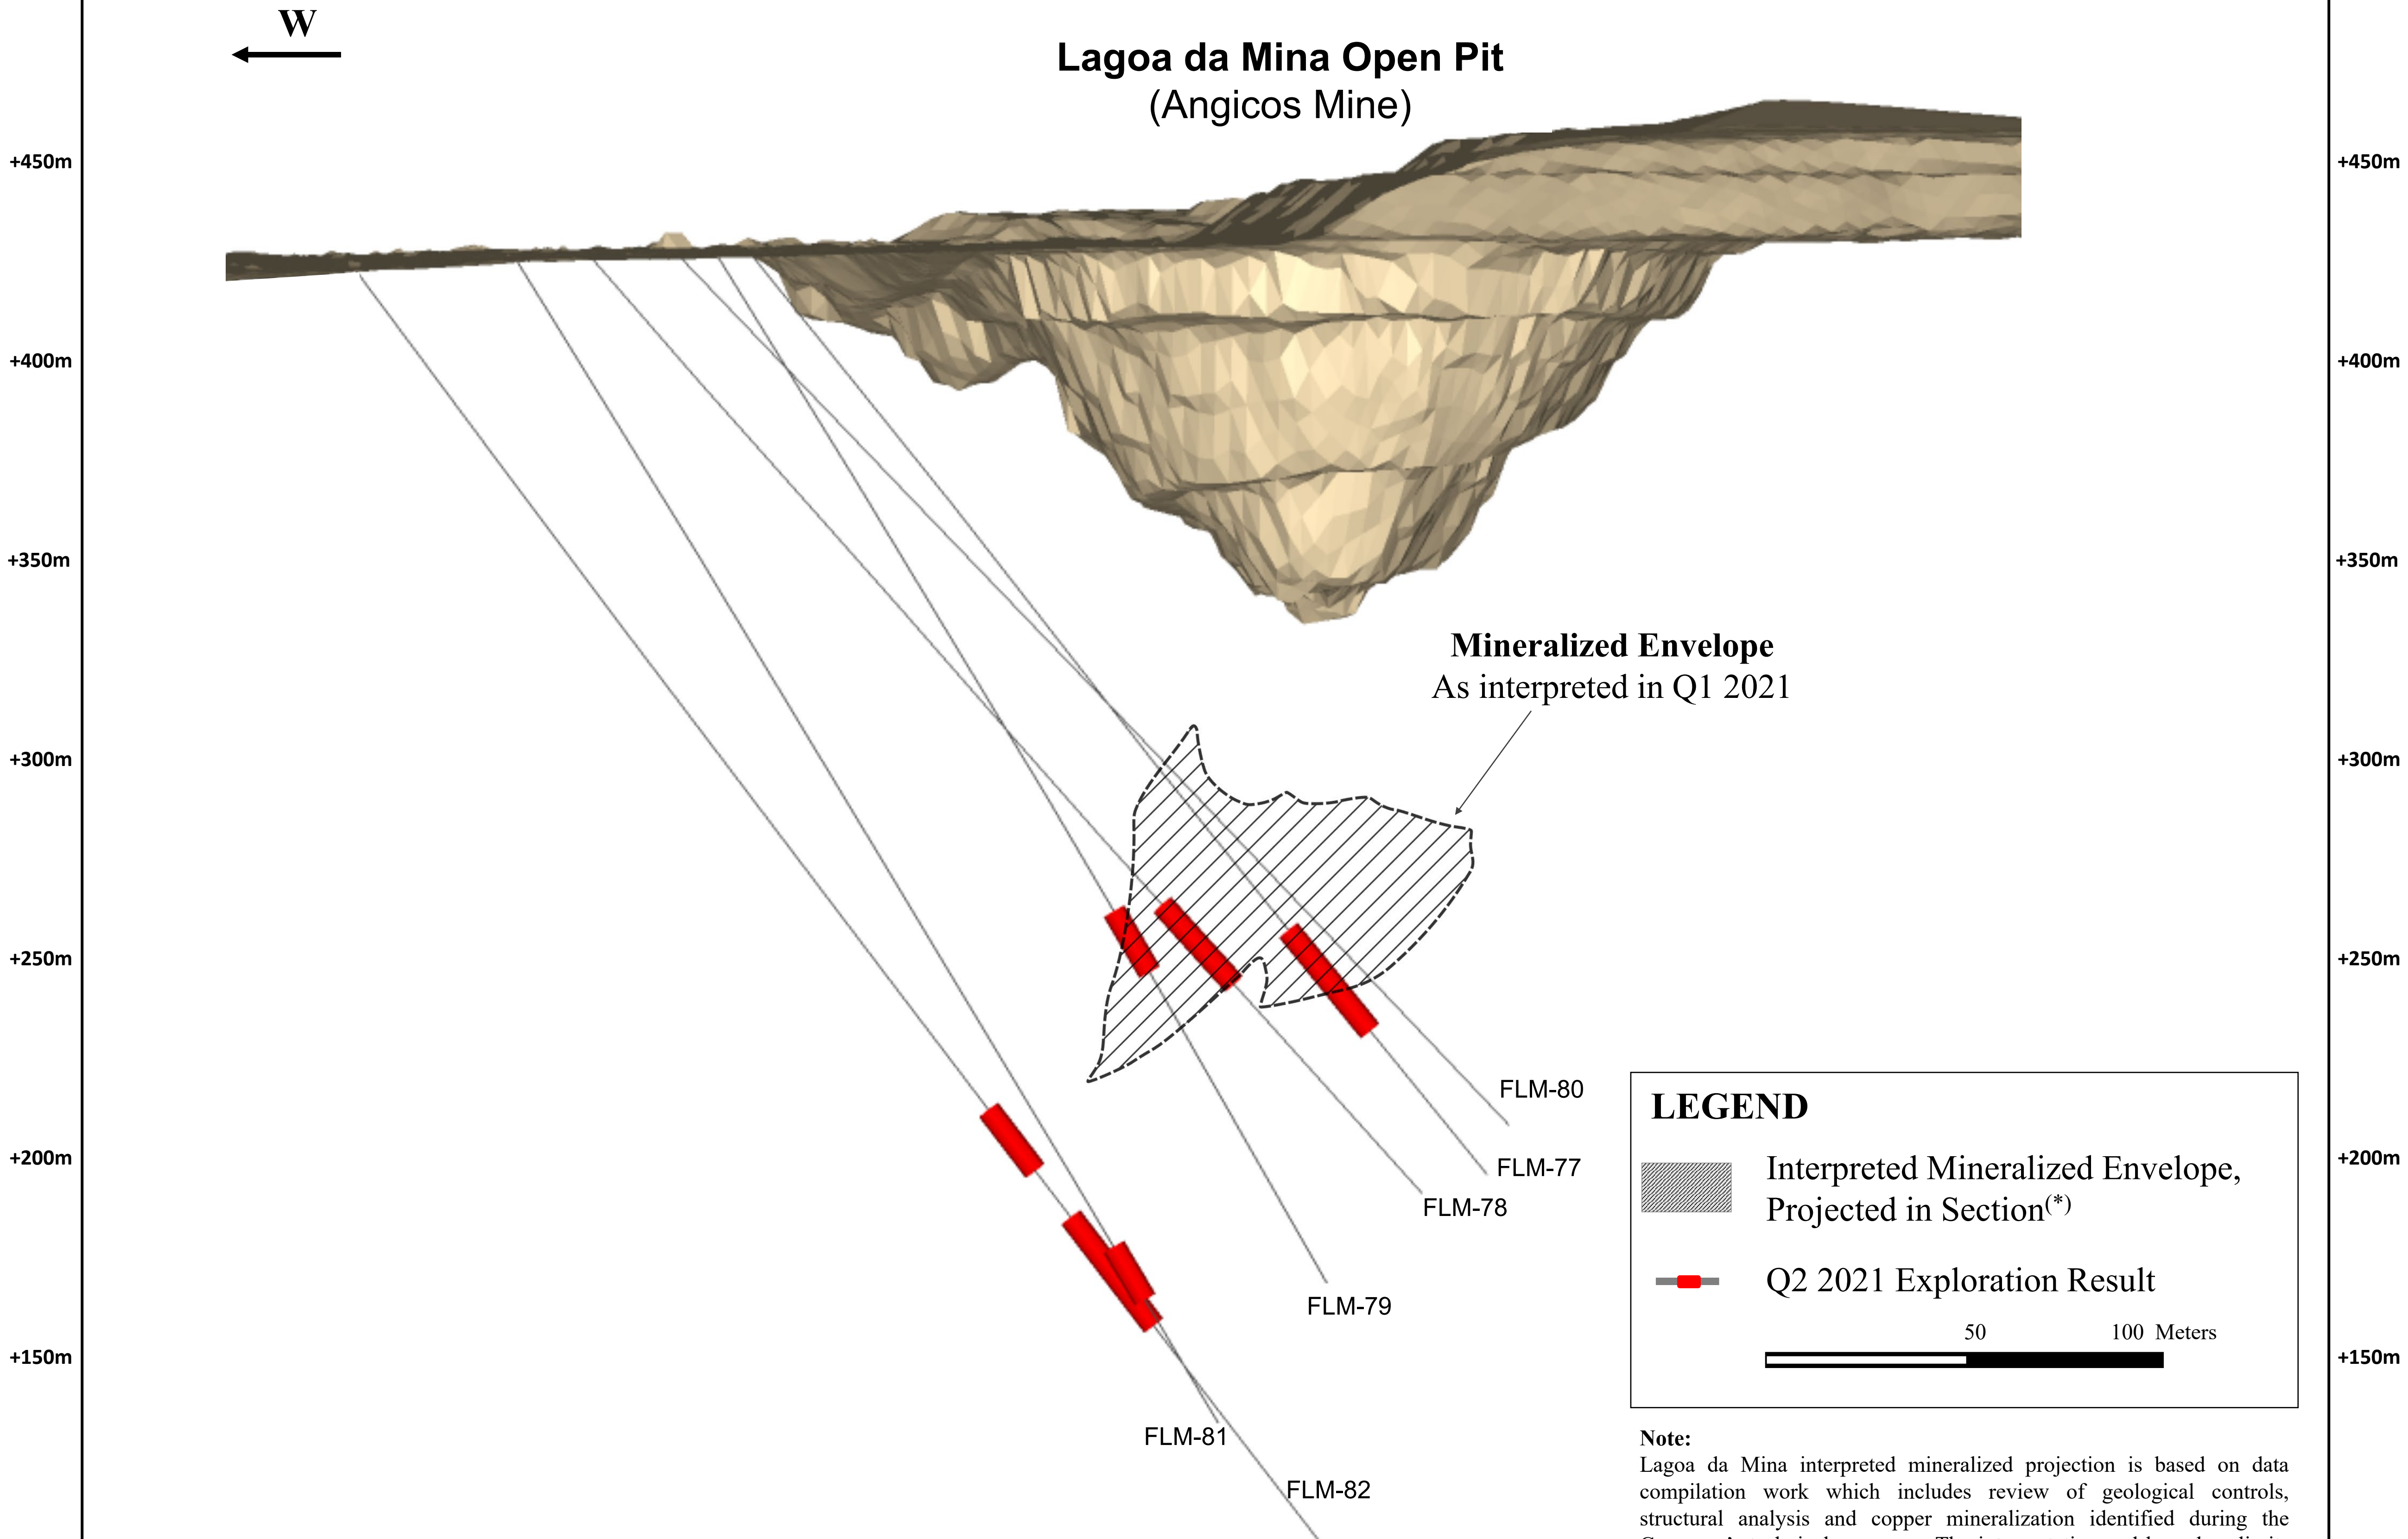 W
Lagoa da Mina Open Pit
(Angicos Mine)
+450m
+450m
+400m
+400m
+350m
+350m
Mineralized Envelope
As interpreted in Q1 2021
+300m
+300m
+250m
+250m
FLM-80
FLM-77
FLM-78
FLM-79
FLM-81
FLM-82
+200m
+200m
+150m
+150m
LEGEND
Interpreted Mineralized Envelope,
Projected in Section(*)
Q2 2021 Exploration Result
50 100 Meters
Note:
Lagoa da Mina interpreted mineralized projection is based on data
compilation work which includes review of geological controls,
structural analysis and copper mineralization identified during the